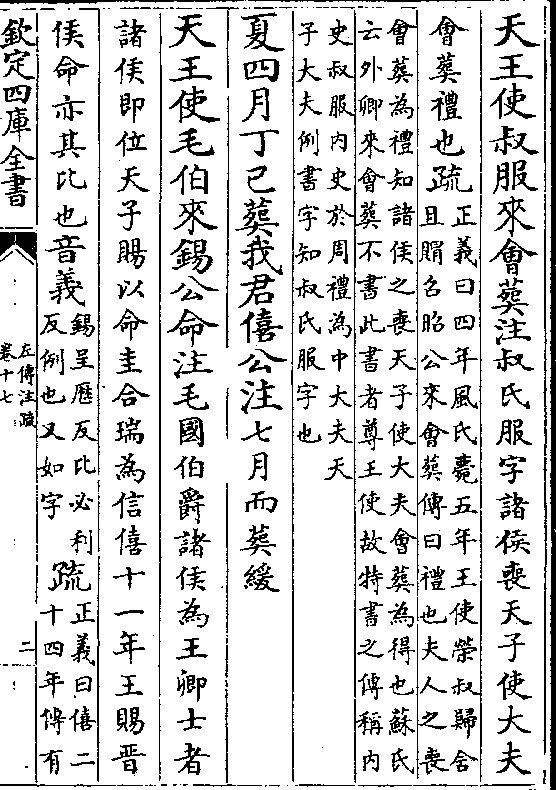 天王使叔服來會葬注叔氏服字諸侯喪天子使大夫
會葬禮也疏
正義曰四年風氏薨五年王使榮叔歸含
且賵召昭公來會葬傳曰禮也夫人之喪
會葬為禮知諸侯之喪天子使大夫會葬為得也蘇氏
云外卿來會葬不書此書者尊王使故特書之傳稱内
史叔服内史於周禮為中大夫天
子大夫例書字知叔氏服字也
夏四月丁巳葬我君僖公注七月而葬緩
天王使毛伯來錫公命注毛國伯爵諸侯為王卿士者
諸侯即位天子賜以命圭合瑞為信僖十一年王賜晉
侯命亦其比也音義
錫呈歷反比必利
反例也又如字
疏
正義曰僖二
十四年傳有
欽定四庫全書
左傳注疏
卷十七
二